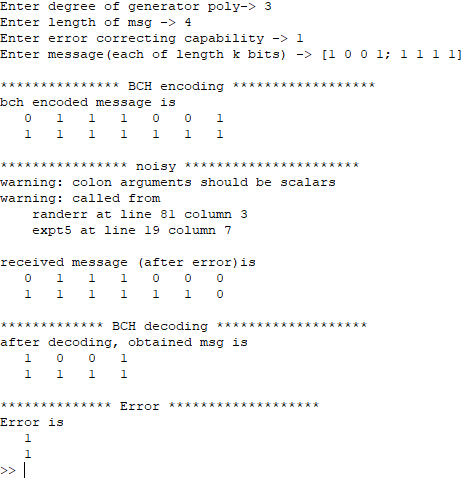 Enter degree of generator poly-> 3
Enter length of msg -> 4
Enter error correcting capability -> 1
Enter message(each of length k bits) -> [1 0 0 1; 1 1 1 1]
*************** BCH encoding *******************
bch encoded message is
0 1 1 1 0 0 1
1 1 1 1 1 1 1
**************** noisy ***********************
warning: colon arguments should be scalars
warning: called from
randerr at line 81 column 3
expt5 at line 19 column 7
received message (after error)is
0 1 1 1 0 0 0
1 1 1 1 1 1 0
************* BCH decoding *******************
after decoding, obtained msg is
1 0 0 1
1 1 1 1
************** Error *******************
Error is
1
1
>>